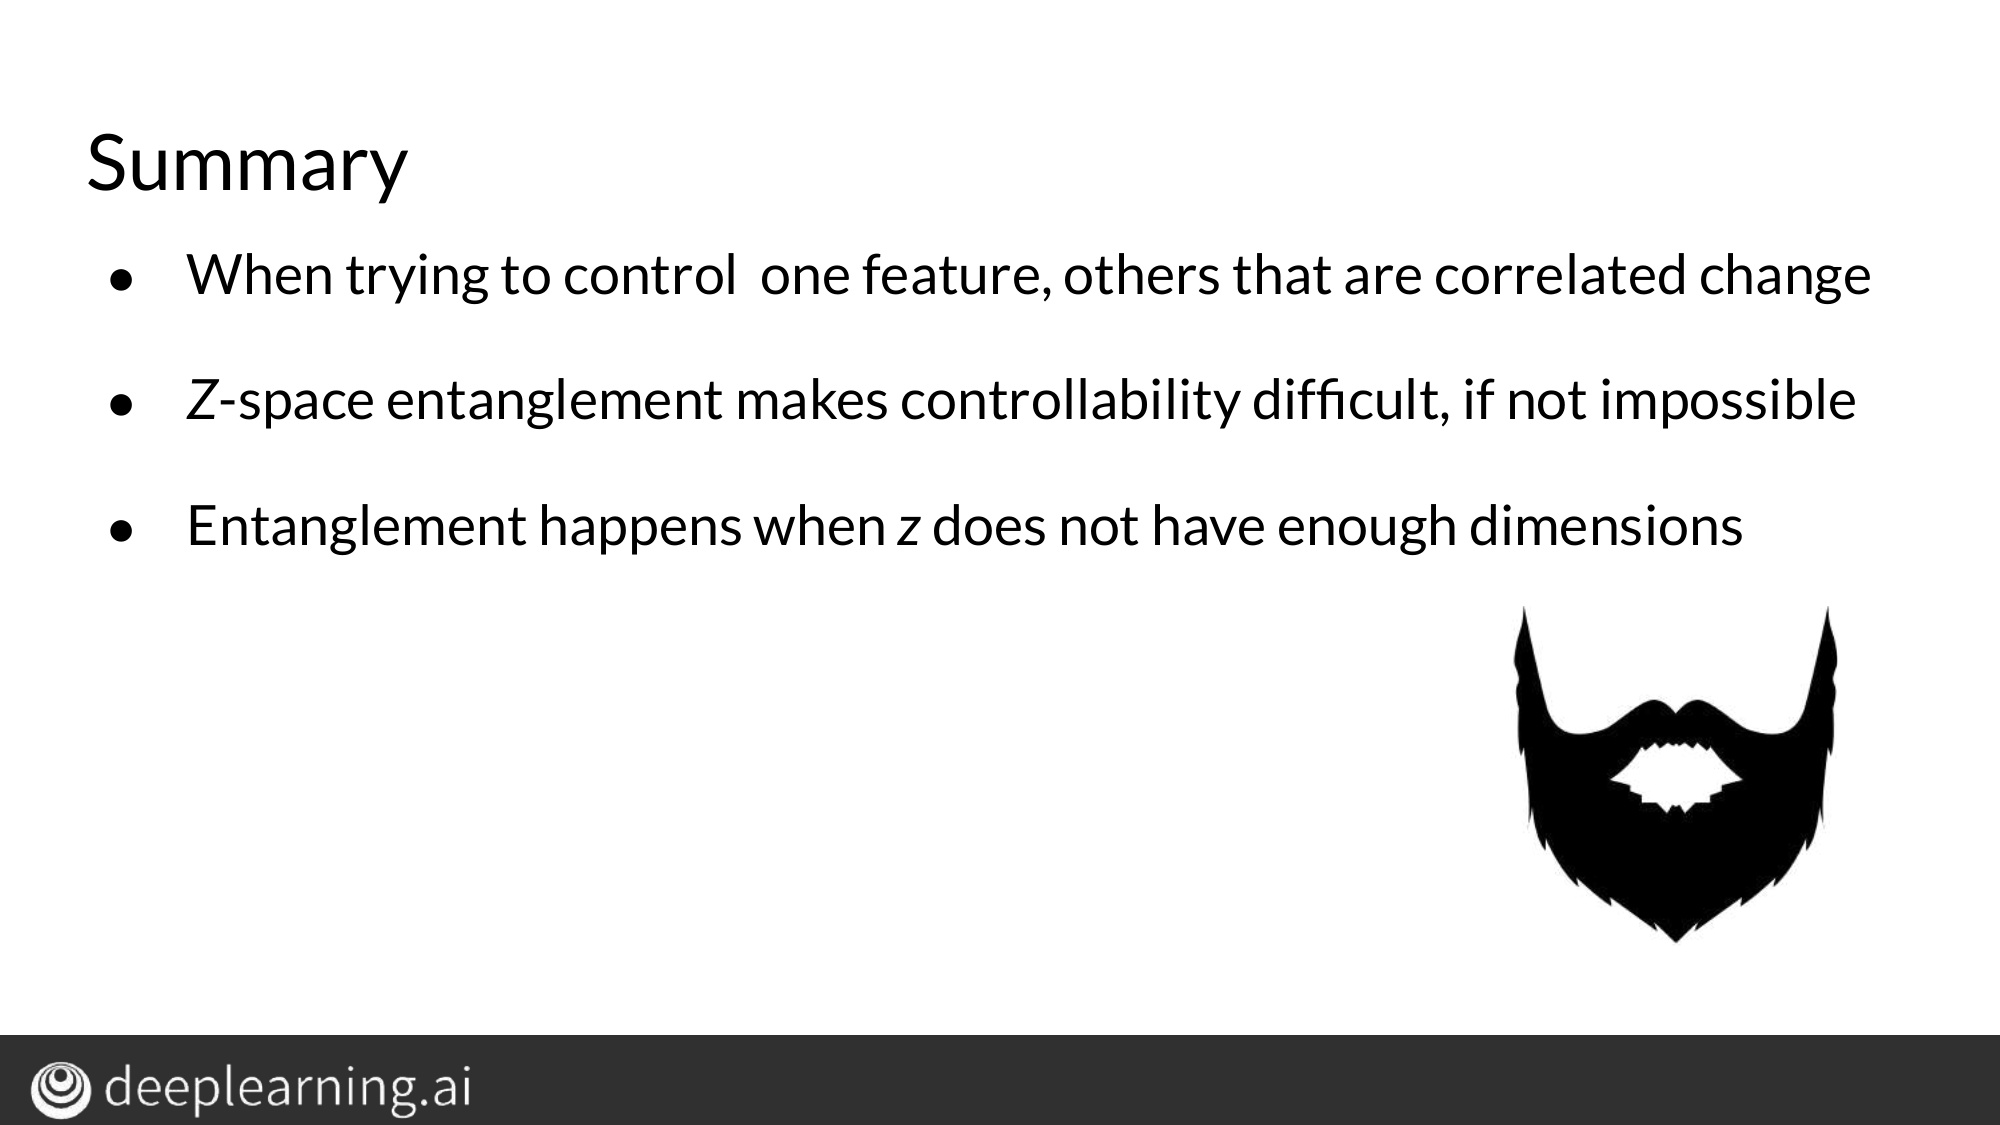 Summary
● When trying to control  one feature, others that are correlated change
● Z-space entanglement makes controllability difficult, if not impossible
● Entanglement happens when z does not have enough dimensions
deeplearning.ai